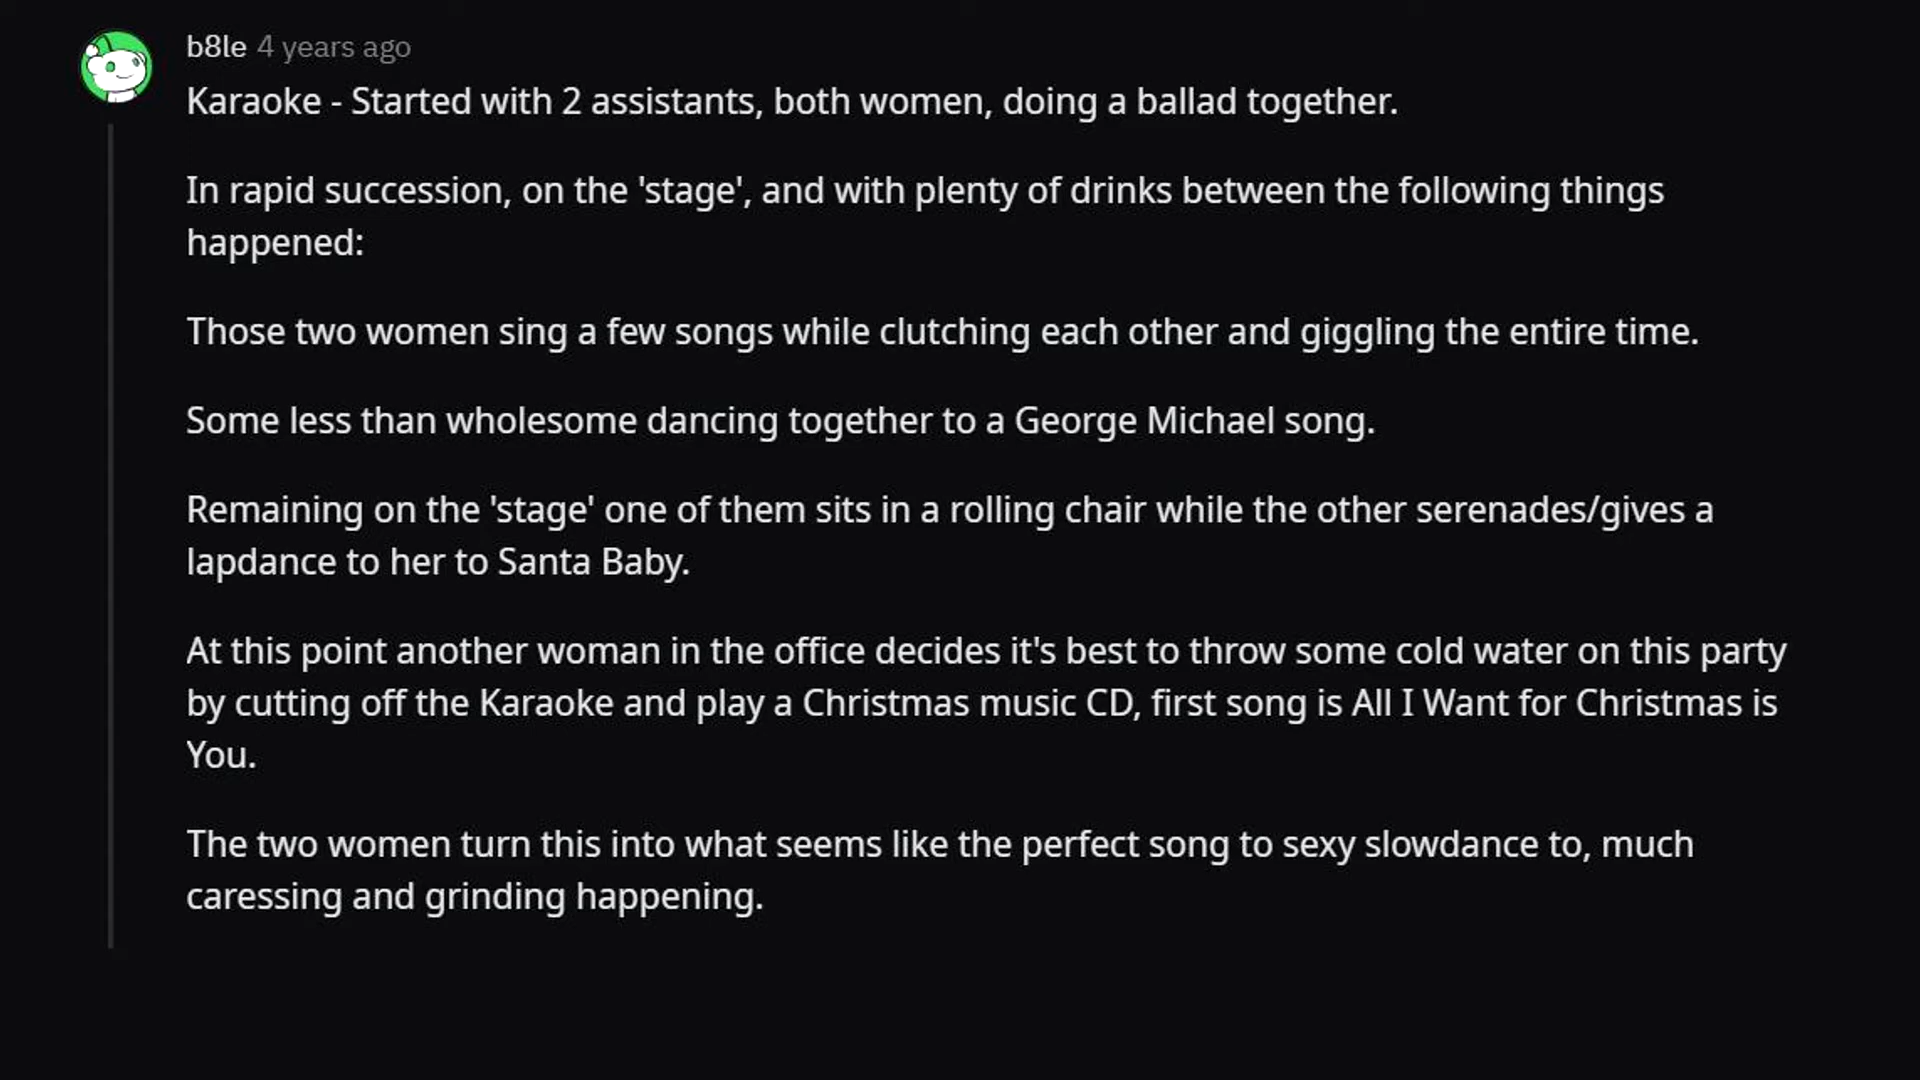 b8le 4 years ago
Karaoke - Started with 2 assistants, both women, doing a ballad together.
In rapid succession, on the 'stage', and with plenty of drinks between the following things
happened:
Those two women sing a few songs while clutching each other and giggling the entire time.
Some less than wholesome dancing together to a George Michael song.
Remaining on the 'stage' one of them sits in a rolling chair while the other serenades/gives a
lapdance to her to Santa Baby.
At this point another woman in the office decides it's best to throw some cold water on this party
by cutting off the Karaoke and play a Christmas music CD, first song is All I Want for Christmas is
You.
The two women turn this into what seems like the perfect song to sexy slowdance to, much
caressing and grinding happening.